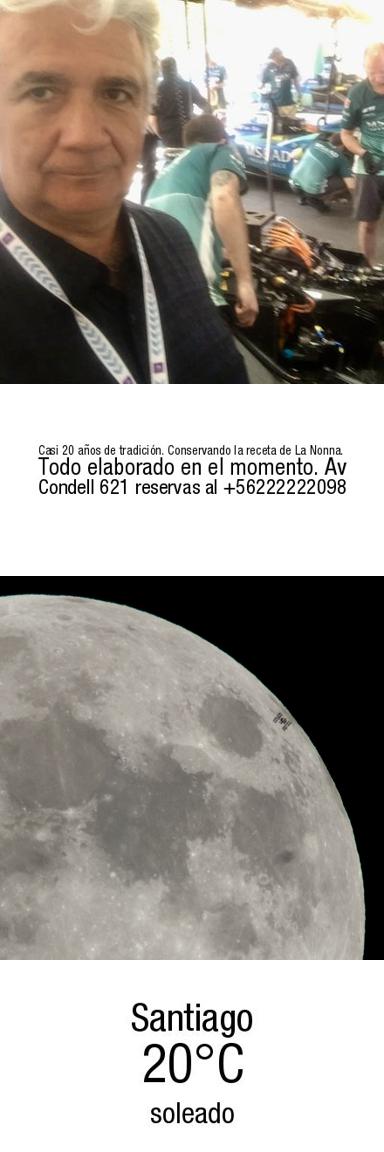 Casi 20 años de tradición. Conservando la receta de La Nonna.
Todo elaborado en el momento. Av
Condell 621 reservas al +56222222098
Santiago
20°C
soleado